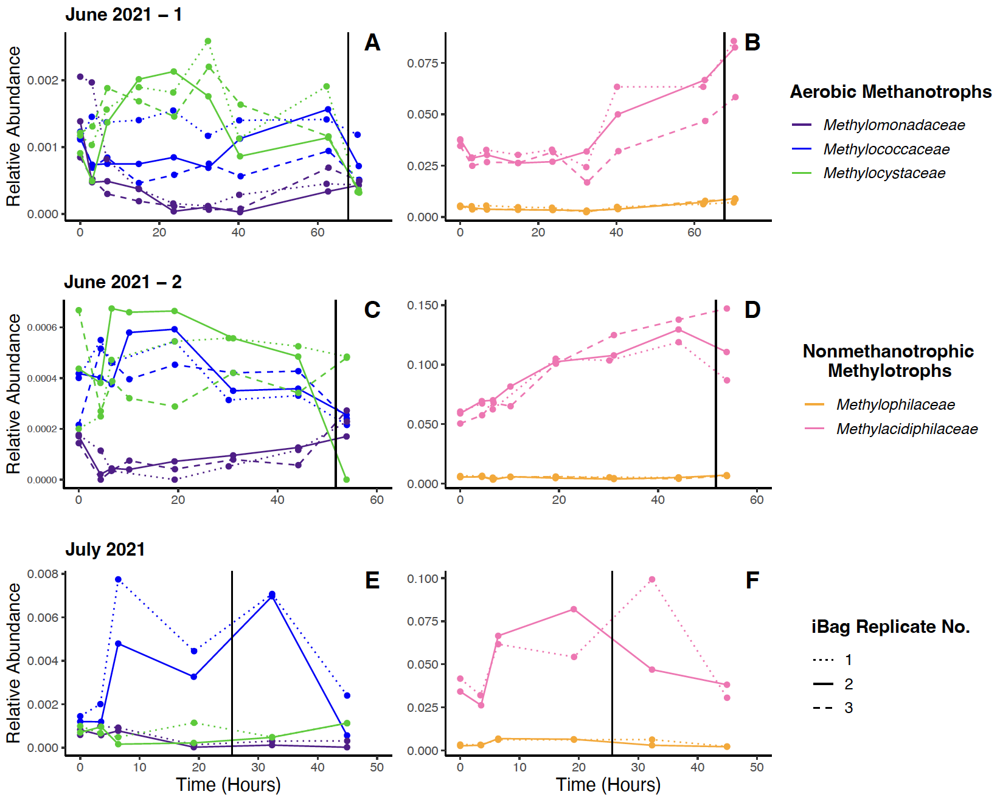 June 2021 – 1
A
B
Relative Abundance
0.002
0.001
0.000
0 20 40 60
0.075
0.050
0.025
0.000
0 20 40 60
Aerobic Methanotrophs
Methylomonadaceae
Methylococcaceae
Methylocystaceae
June 2021 – 2
C
D
Relative Abundance
0.0006
0.0004
0.0002
0.0000
0 20 40 60
0.150
0.100
0.050
0.000
0 20 40 60
Nonmethanotrophic
Methylotrophs
Methylophilaceae
Methylacidiphilaceae
July 2021
E
F
Relative Abundance
0.008
0.006
0.004
0.002
0.000
0 10 20 30 40 50
Time (Hours)
0.100
0.075
0.050
0.025
0.000
0 10 20 30 40 50
Time (Hours)
iBag Replicate No.
1
2
3